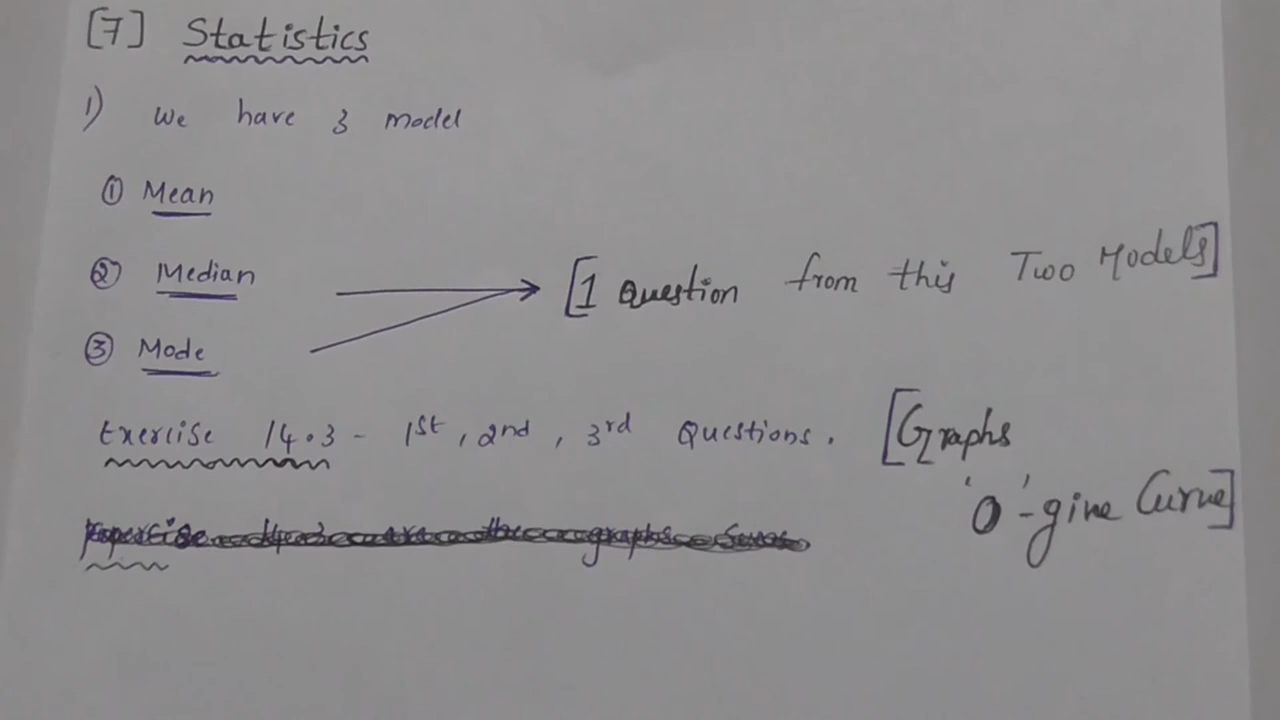 [7] Statistics
1) We have 3 model
① Mean
② Median
[1 Question from this Two Models]
③ Mode
Exercise 14.3 - 1st, 2nd, 3rd Questions. [Graphs
'O'-give Curve]